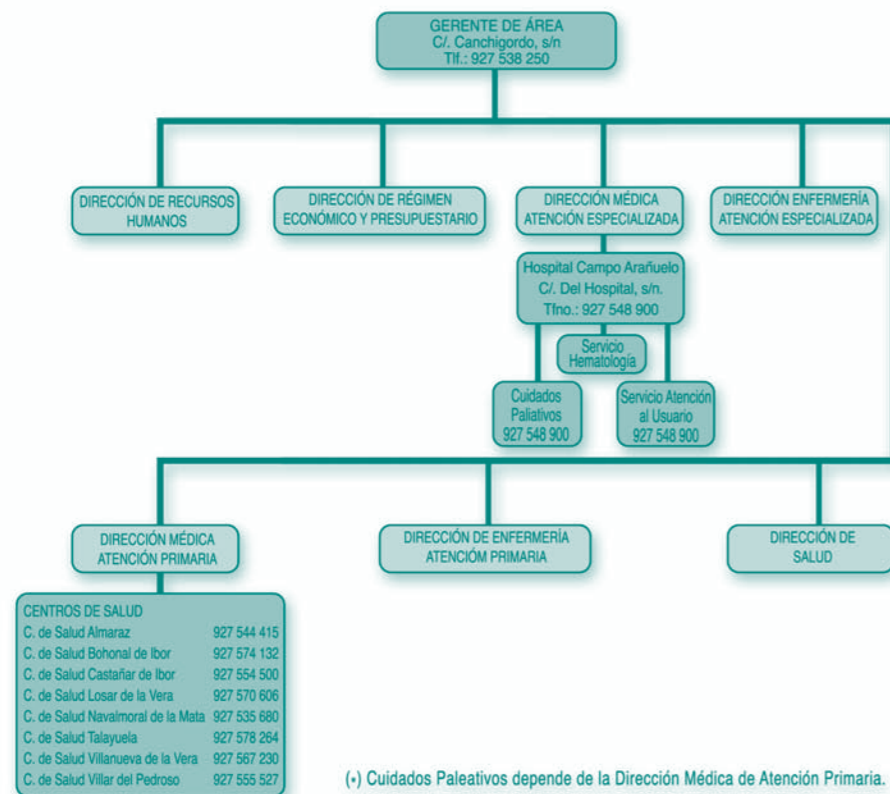 GERENTE DE ÁREA
C/. Canchigordo, s/n
Tlf.: 927 538 250
DIRECCIÓN DE RECURSOS
HUMANOS
DIRECCIÓN DE RÉGIMEN
ECONÓMICO Y PRESUPUESTARIO
DIRECCIÓN MÉDICA
ATENCIÓN ESPECIALIZADA
DIRECCIÓN ENFERMERÍA
ATENCIÓN ESPECIALIZADA
Hospital Campo Arañuelo
C/. Del Hospital, s/n.
Tfno.: 927 548 900
Servicio
Hematología
Cuidados
Paliativos
927 548 900
Servicio Atención
al Usuario
927 548 900
DIRECCIÓN MÉDICA
ATENCIÓN PRIMARIA
DIRECCIÓN DE ENFERMERÍA
ATENCIÓM PRIMARIA
DIRECCIÓN DE
SALUD
CENTROS DE SALUD
C. de Salud Almaraz 927 544 415
C. de Salud Bohonal de Ibor 927 574 132
C. de Salud Castañar de Ibor 927 554 500
C. de Salud Losar de la Vera 927 570 606
C. de Salud Navalmoral de la Mata 927 535 680
C. de Salud Talayuela 927 578 264
C. de Salud Villanueva de la Vera 927 567 230
C. de Salud Villar del Pedroso 927 555 527
(•) Cuidados Paleativos depende de la Dirección Médica de Atención Primaria.